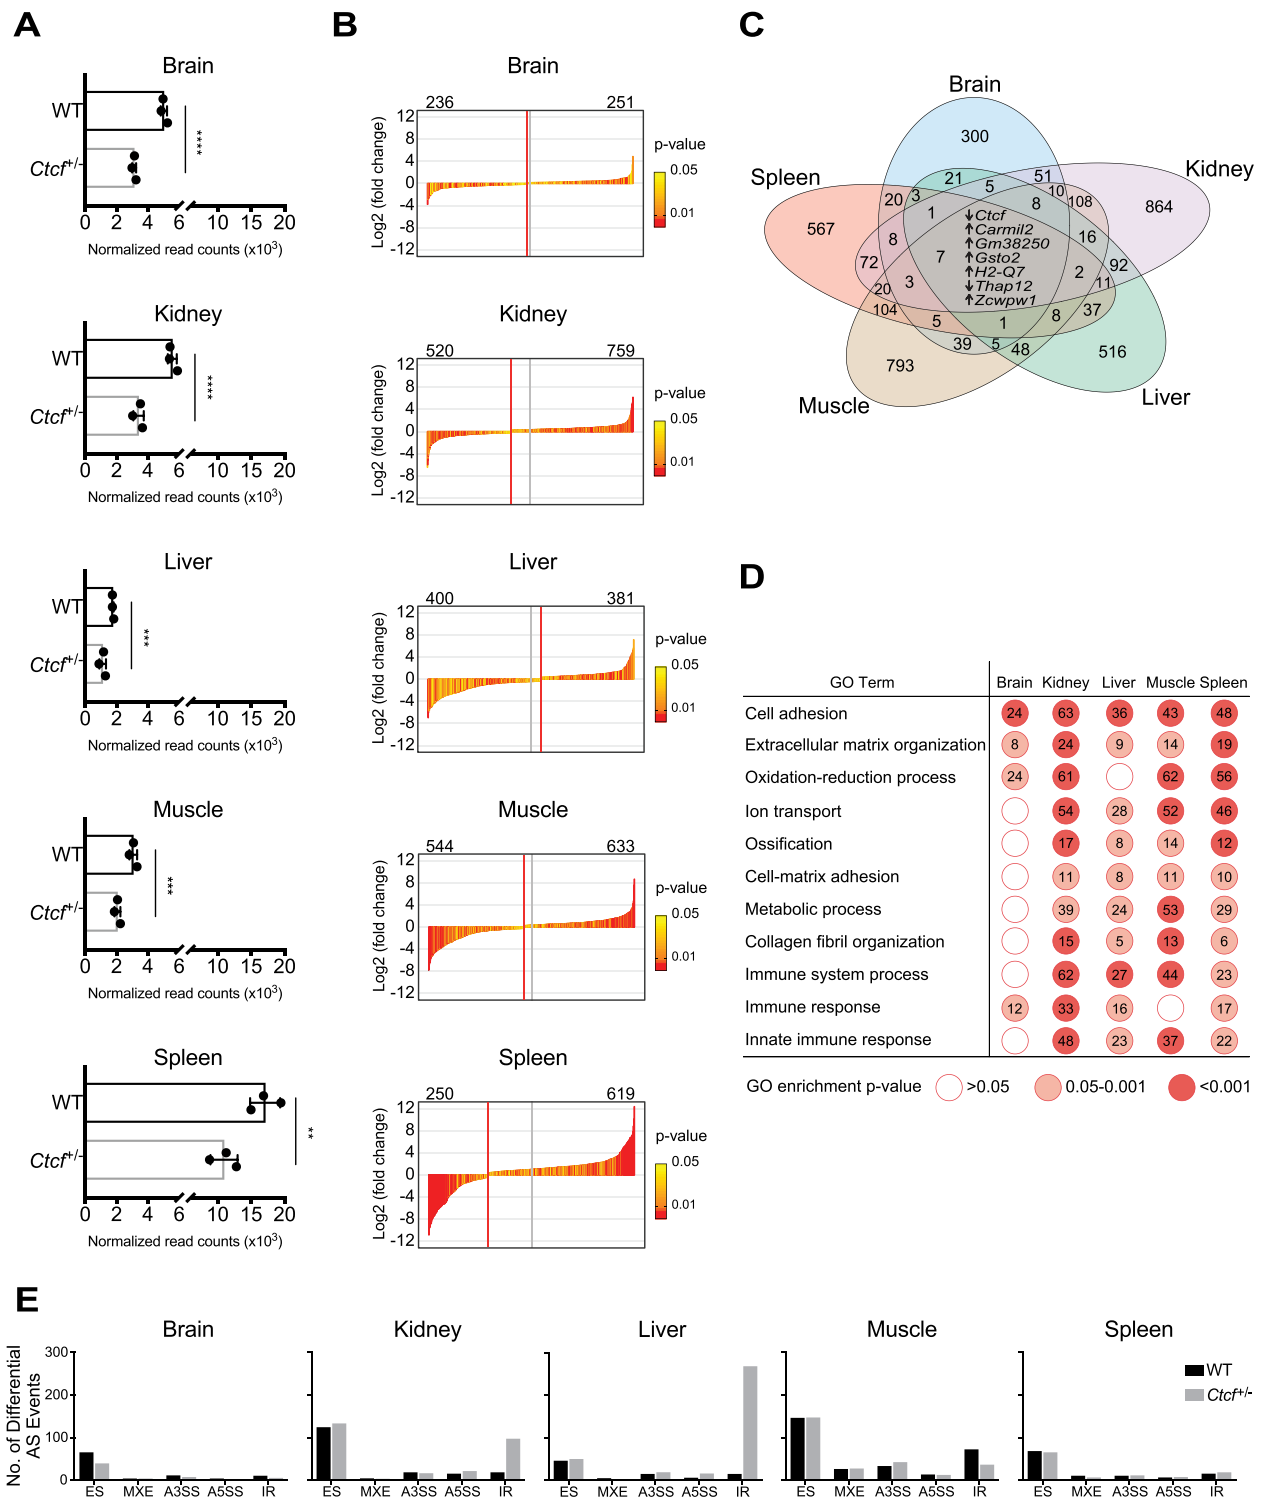 A
Brain
WT
Ctcf+/-
****
0 2 4 6 10 15 20
Normalized read counts (x10³)
Kidney
WT
Ctcf+/-
****
0 2 4 6 10 15 20
Normalized read counts (x10³)
Liver
WT
Ctcf+/-
***
0 2 4 6 10 15 20
Normalized read counts (x10³)
Muscle
WT
Ctcf+/-
***
0 2 4 6 10 15 20
Normalized read counts (x10³)
Spleen
WT
Ctcf+/-
**
0 2 4 6 10 15 20
Normalized read counts (x10³)
B
Brain
236 251
Log2 (fold change)
12
8
4
0
-4
-8
-12
p-value
0.05
0.01
Kidney
520 759
Log2 (fold change)
12
8
4
0
-4
-8
-12
p-value
0.05
0.01
Liver
400 381
Log2 (fold change)
12
8
4
0
-4
-8
-12
p-value
0.05
0.01
Muscle
544 633
Log2 (fold change)
12
8
4
0
-4
-8
-12
p-value
0.05
0.01
Spleen
250 619
Log2 (fold change)
12
8
4
0
-4
-8
-12
p-value
0.05
0.01
C
Brain
Kidney
Spleen
Muscle
Liver
300
21 5 51
20 3 10 108 864
1 8
567
8 7 16
72 3 2 92
20 11
104 5 1 8 37
39 5 48
793 516
↓Ctcf
↑Carmil2
↑Gm38250
↑Gsto2
↑H2-Q7
↓Thap12
↑Zcwpw1
D
GO Term Brain Kidney Liver Muscle Spleen
Cell adhesion 24 63 36 43 48
Extracellular matrix organization 8 24 9 14 19
Oxidation-reduction process 24 61 62 56
Ion transport 54 28 52 46
Ossification 17 8 14 12
Cell-matrix adhesion 11 8 11 10
Metabolic process 39 24 53 29
Collagen fibril organization 15 5 13 6
Immune system process 62 27 44 23
Immune response 12 33 16 17
Innate immune response 48 23 37 22
GO enrichment p-value >0.05 0.05-0.001 <0.001
E
No. of Differential
AS Events
300
200
100
0
Brain
ES MXE A3SS A5SS IR
Kidney
ES MXE A3SS A5SS IR
Liver
ES MXE A3SS A5SS IR
Muscle
ES MXE A3SS A5SS IR
Spleen
ES MXE A3SS A5SS IR
WT
Ctcf+/-